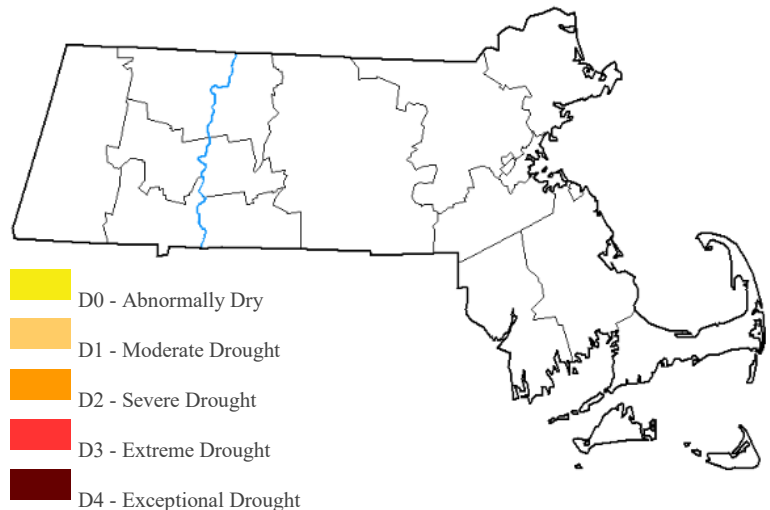 D0 - Abnormally Dry
D1 - Moderate Drought
D2 - Severe Drought
D3 - Extreme Drought
D4 - Exceptional Drought